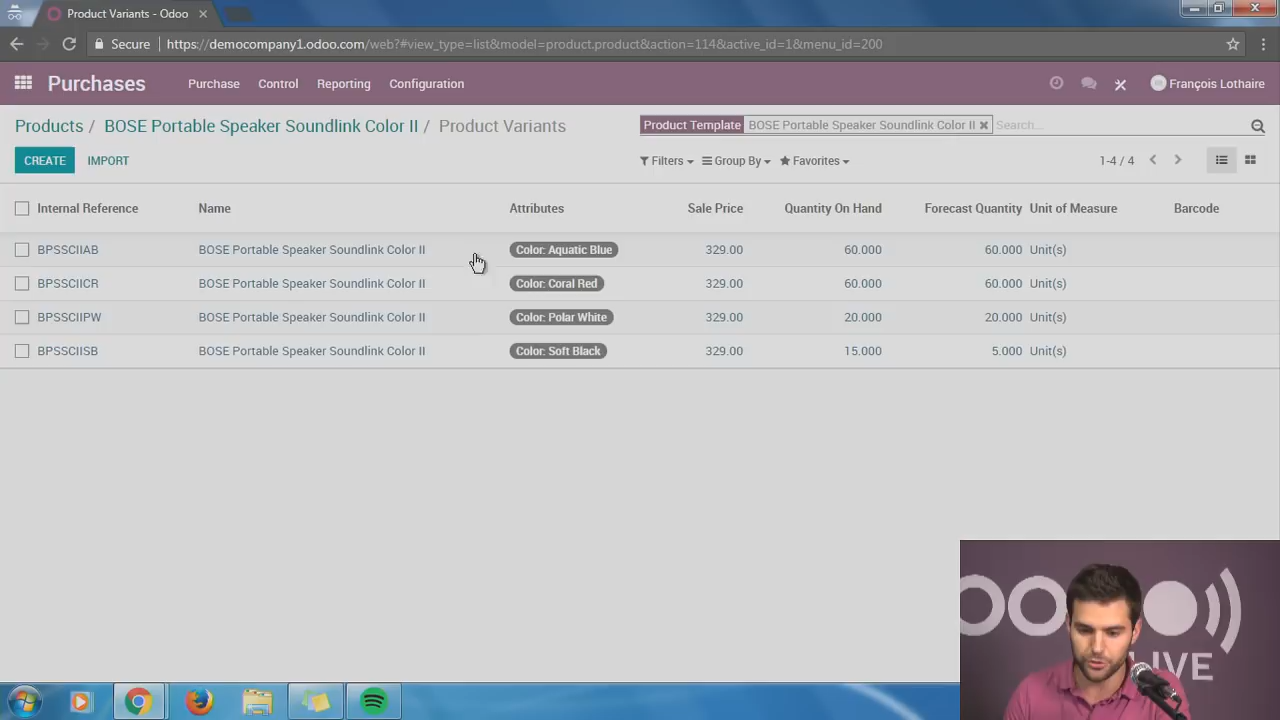 Product Variants - Odoo
Secure https://democompany1.odoo.com/web?#view_type=list&model=product.product&action=114&active_id=1&menu_id=200
Purchases Purchase Control Reporting Configuration François Lothaire
Products / BOSE Portable Speaker Soundlink Color II / Product Variants Product Template BOSE Portable Speaker Soundlink Color II Search...
CREATE IMPORT Filters Group By Favorites 1-4 / 4
Internal Reference Name Attributes Sale Price Quantity On Hand Forecast Quantity Unit of Measure Barcode
BPSSCIIAB BOSE Portable Speaker Soundlink Color II Color: Aquatic Blue 329.00 60.000 60.000 Unit(s)
BPSSCIICR BOSE Portable Speaker Soundlink Color II Color: Coral Red 329.00 60.000 60.000 Unit(s)
BPSSCIIPW BOSE Portable Speaker Soundlink Color II Color: Polar White 329.00 20.000 20.000 Unit(s)
BPSSCIISB BOSE Portable Speaker Soundlink Color II Color: Soft Black 329.00 15.000 5.000 Unit(s)